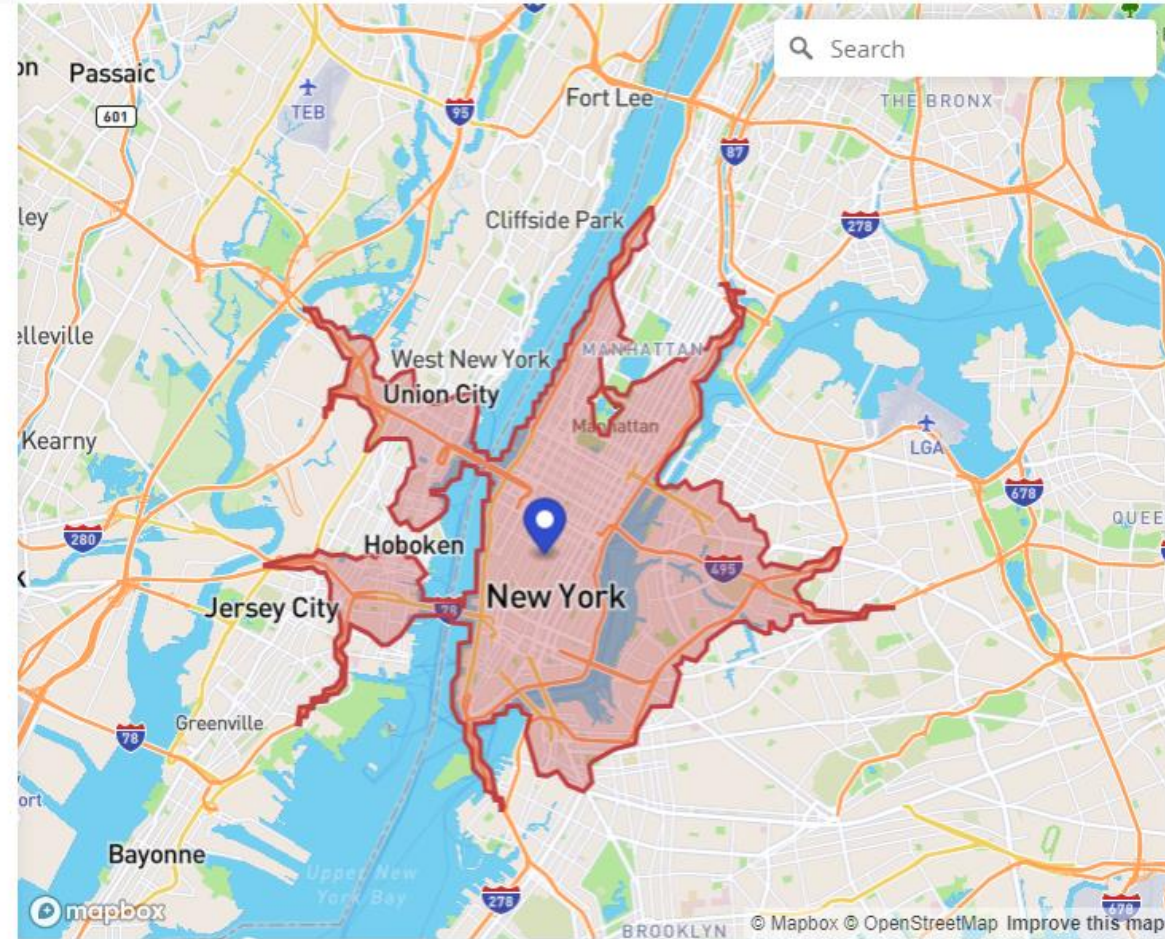 Search
Passaic
601
TEB
95
Fort Lee
THE BRONX
87
ley
Cliffside Park
278
elleville
West New York
MANHATTAN
Union City
Manhattan
Kearny
LGA
678
QUEE
280
Hoboken
495
k
New York
Jersey City
78
Greenville
78
ort
Bayonne
Upper New
York Bay
278
678
mapbox
BROOKLYN
© Mapbox © OpenStreetMap Improve this map